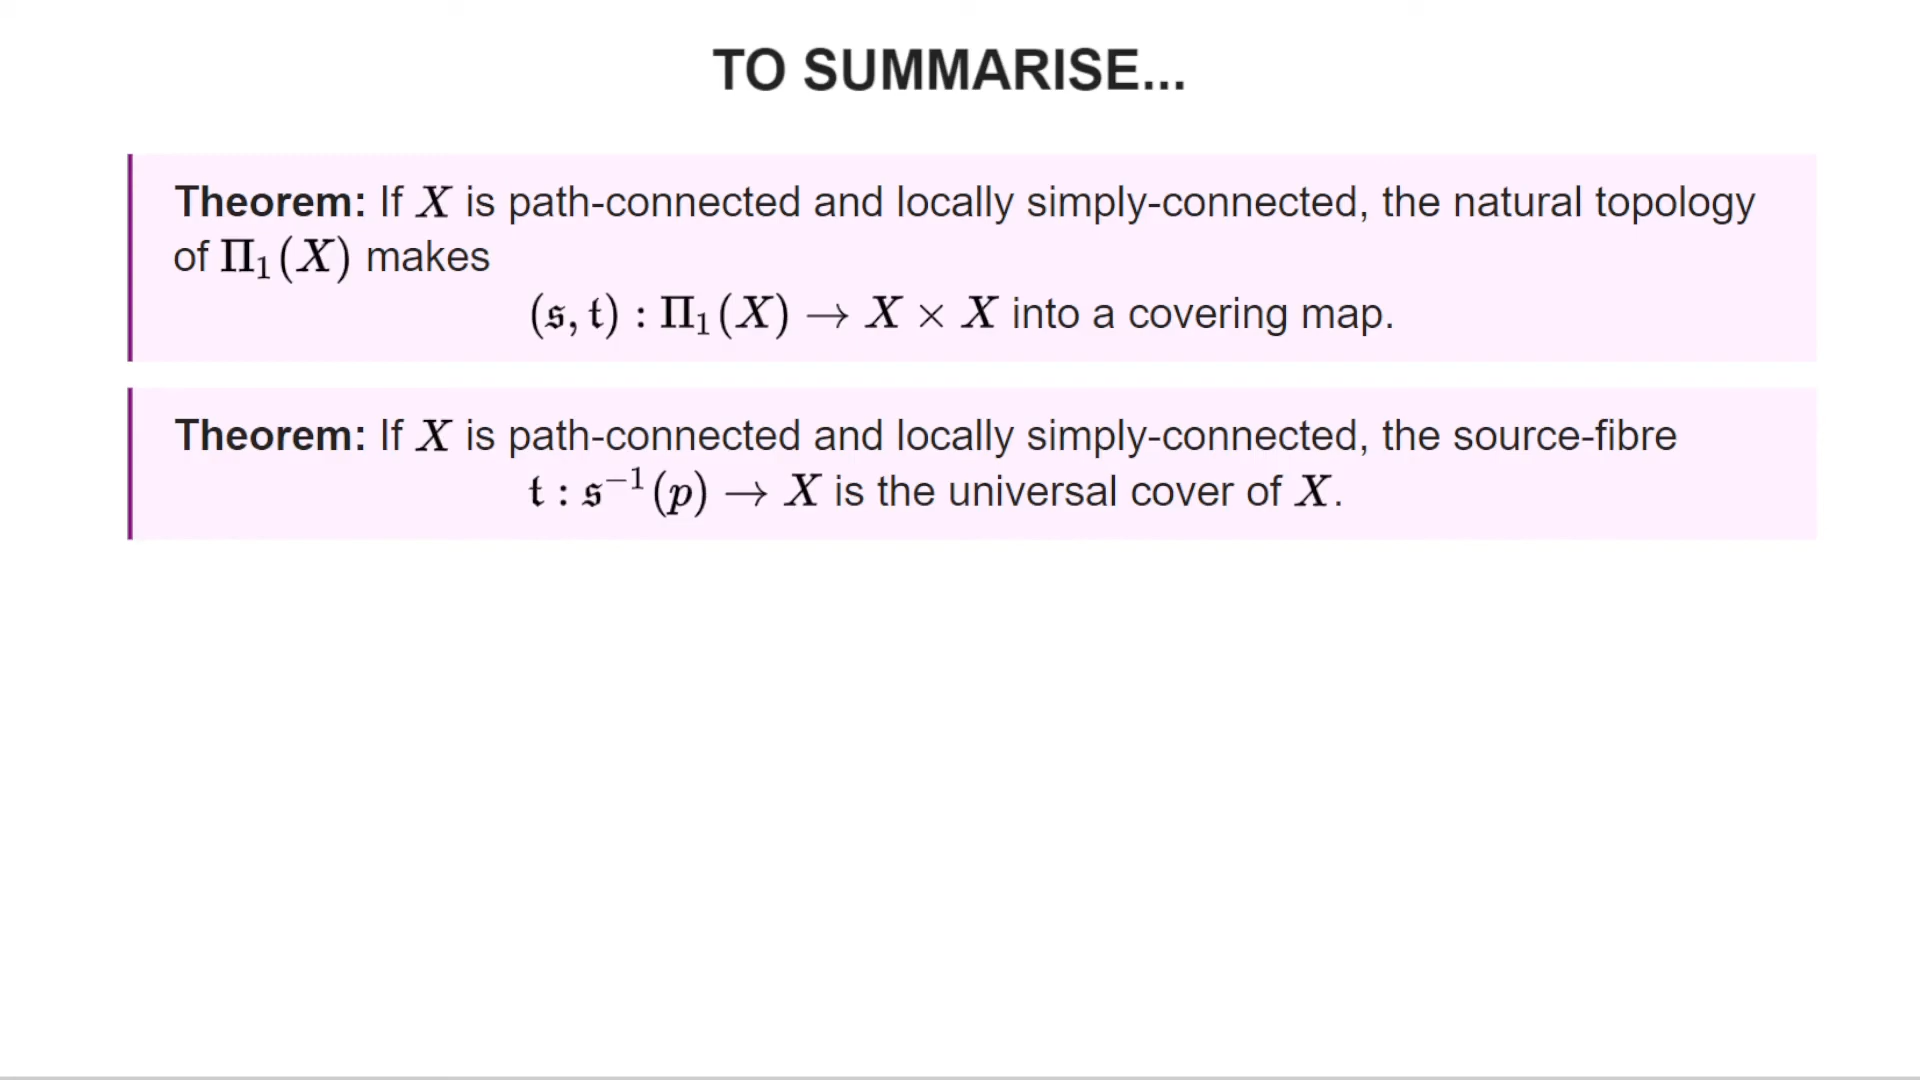 TO SUMMARISE...
Theorem: If X is path-connected and locally simply-connected, the natural topology
of Π₁(X) makes
(𝔰, 𝔱) : Π₁(X) → X × X into a covering map.
Theorem: If X is path-connected and locally simply-connected, the source-fibre
𝔱 : 𝔰⁻¹(p) → X is the universal cover of X.